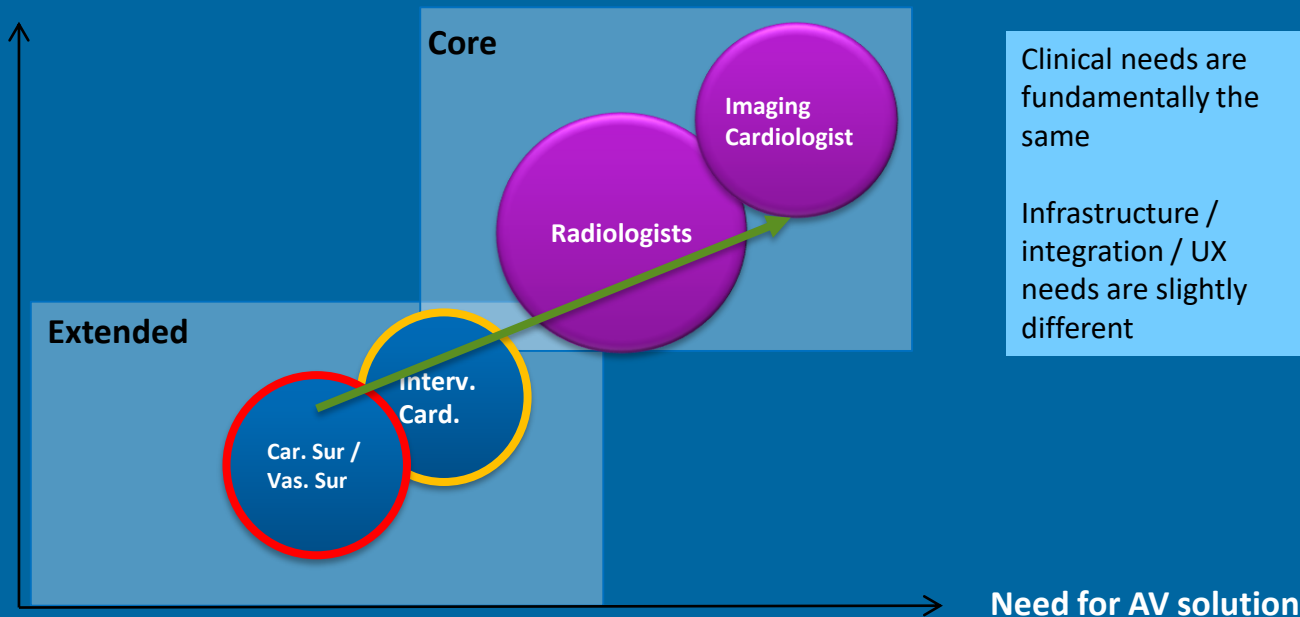 Core
Imaging
Cardiologist
Radiologists
Extended
Interv.
Card.
Car. Sur /
Vas. Sur
Clinical needs are
fundamentally the
same
Infrastructure /
integration / UX
needs are slightly
different
Need for AV solution